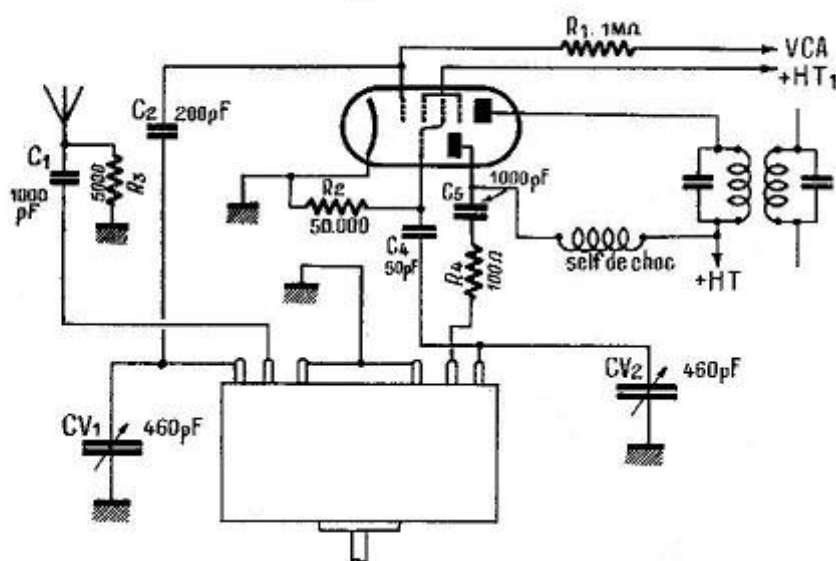 R1. 1MΩ
VCA
+HT1
C2 200pF
C1
1000
pF
5000
R3
R2
50.000
C5
1000pF
C4
50pF
R4
100Ω
self de choc
+HT
CV1 460pF
CV2 460pF